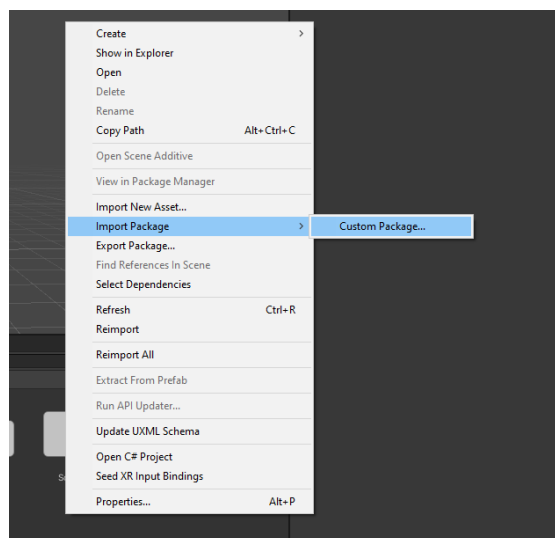 Create >
Show in Explorer
Open
Delete
Rename
Copy Path Alt+Ctrl+C
Open Scene Additive
View in Package Manager
Import New Asset...
Import Package > Custom Package...
Export Package...
Find References In Scene
Select Dependencies
Refresh Ctrl+R
Reimport
Reimport All
Extract From Prefab
Run API Updater...
Update UXML Schema
Open C# Project
Seed XR Input Bindings
Properties... Alt+P